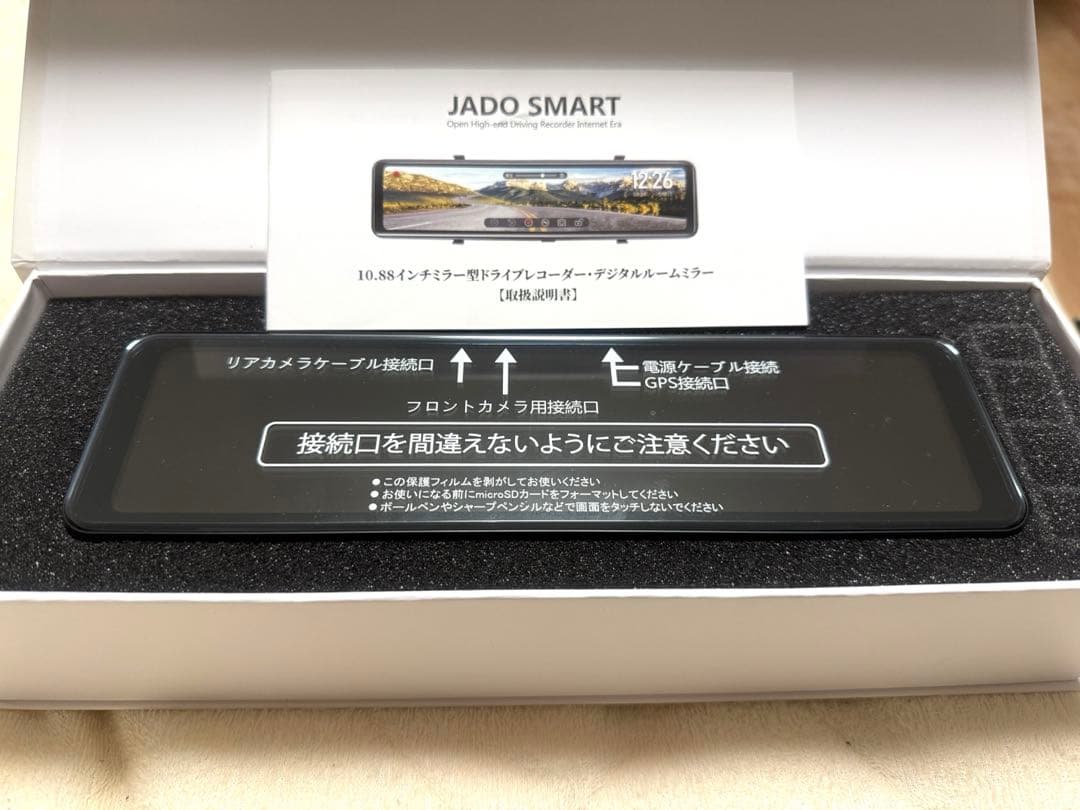 JADO SMART
Open High-end Driving Recorder Internet Era
12:26
10.88インチミラー型ドライブレコーダー・デジタルルームミラー
【取扱説明書】
リアカメラケーブル接続口
電源ケーブル接続
GPS接続口
フロントカメラ用接続口
接続口を間違えないようにご注意ください
●この保護フィルムを剥がしてお使いください
●お使いになる前にmicroSDカードをフォーマットしてください
●ボールペンやシャープペンシルなどで画面をタッチしないでください